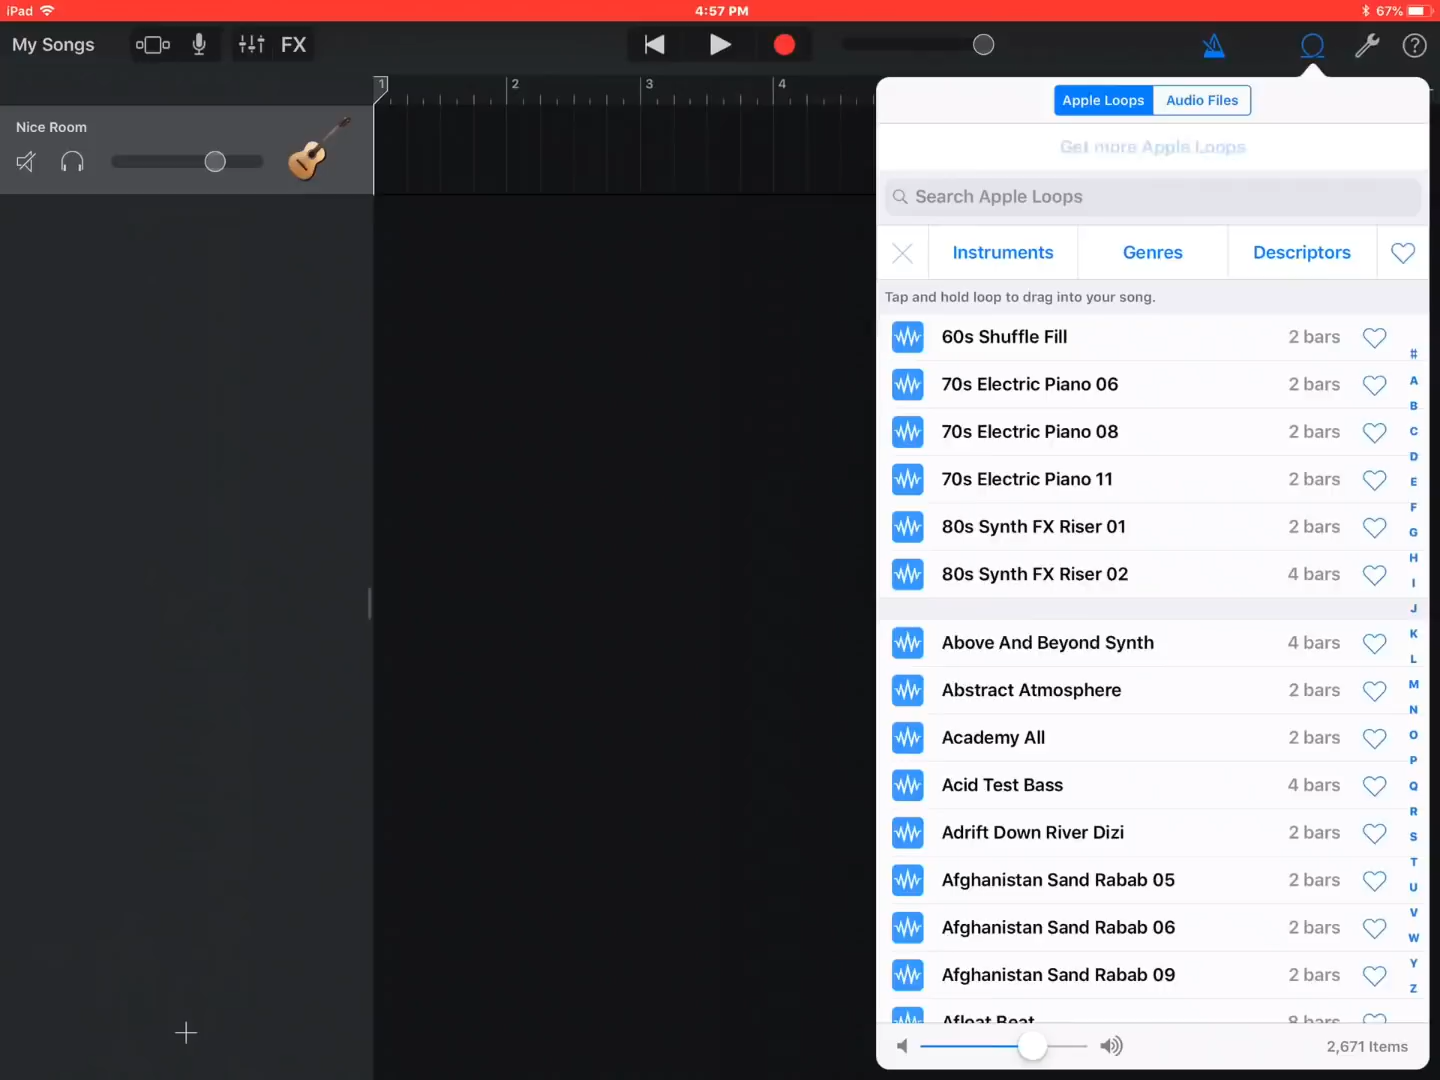 iPad
4:57 PM
67%
My Songs
FX
1
2
3
4
Nice Room
Apple Loops
Audio Files
Get more Apple Loops
Search Apple Loops
Instruments
Genres
Descriptors
Tap and hold loop to drag into your song.
60s Shuffle Fill 2 bars
70s Electric Piano 06 2 bars
70s Electric Piano 08 2 bars
70s Electric Piano 11 2 bars
80s Synth FX Riser 01 2 bars
80s Synth FX Riser 02 4 bars
Above And Beyond Synth 4 bars
Abstract Atmosphere 2 bars
Academy All 2 bars
Acid Test Bass 4 bars
Adrift Down River Dizi 2 bars
Afghanistan Sand Rabab 05 2 bars
Afghanistan Sand Rabab 06 2 bars
Afghanistan Sand Rabab 09 2 bars
Afloat Beat 8 bars
#
A
B
C
D
E
F
G
H
I
J
K
L
M
N
O
P
Q
R
S
T
U
V
W
Y
Z
2,671 Items